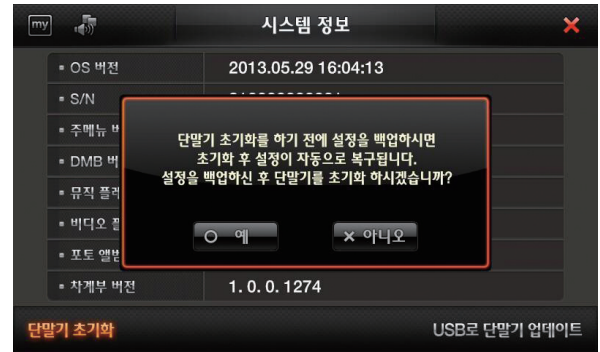 my
시스템 정보
OS 버전
2013.05.29 16:04:13
S/N
주메뉴
DMB
단말기 초기화를 하기 전에 설정을 백업하시면
초기화 후 설정이 자동으로 복구됩니다.
설정을 백업하신 후 단말기를 초기화 하시겠습니까?
뮤직
비디오
예
아니오
포토 앨범
차계부 버전
1. 0. 0. 1274
단말기 초기화
USB로 단말기 업데이트